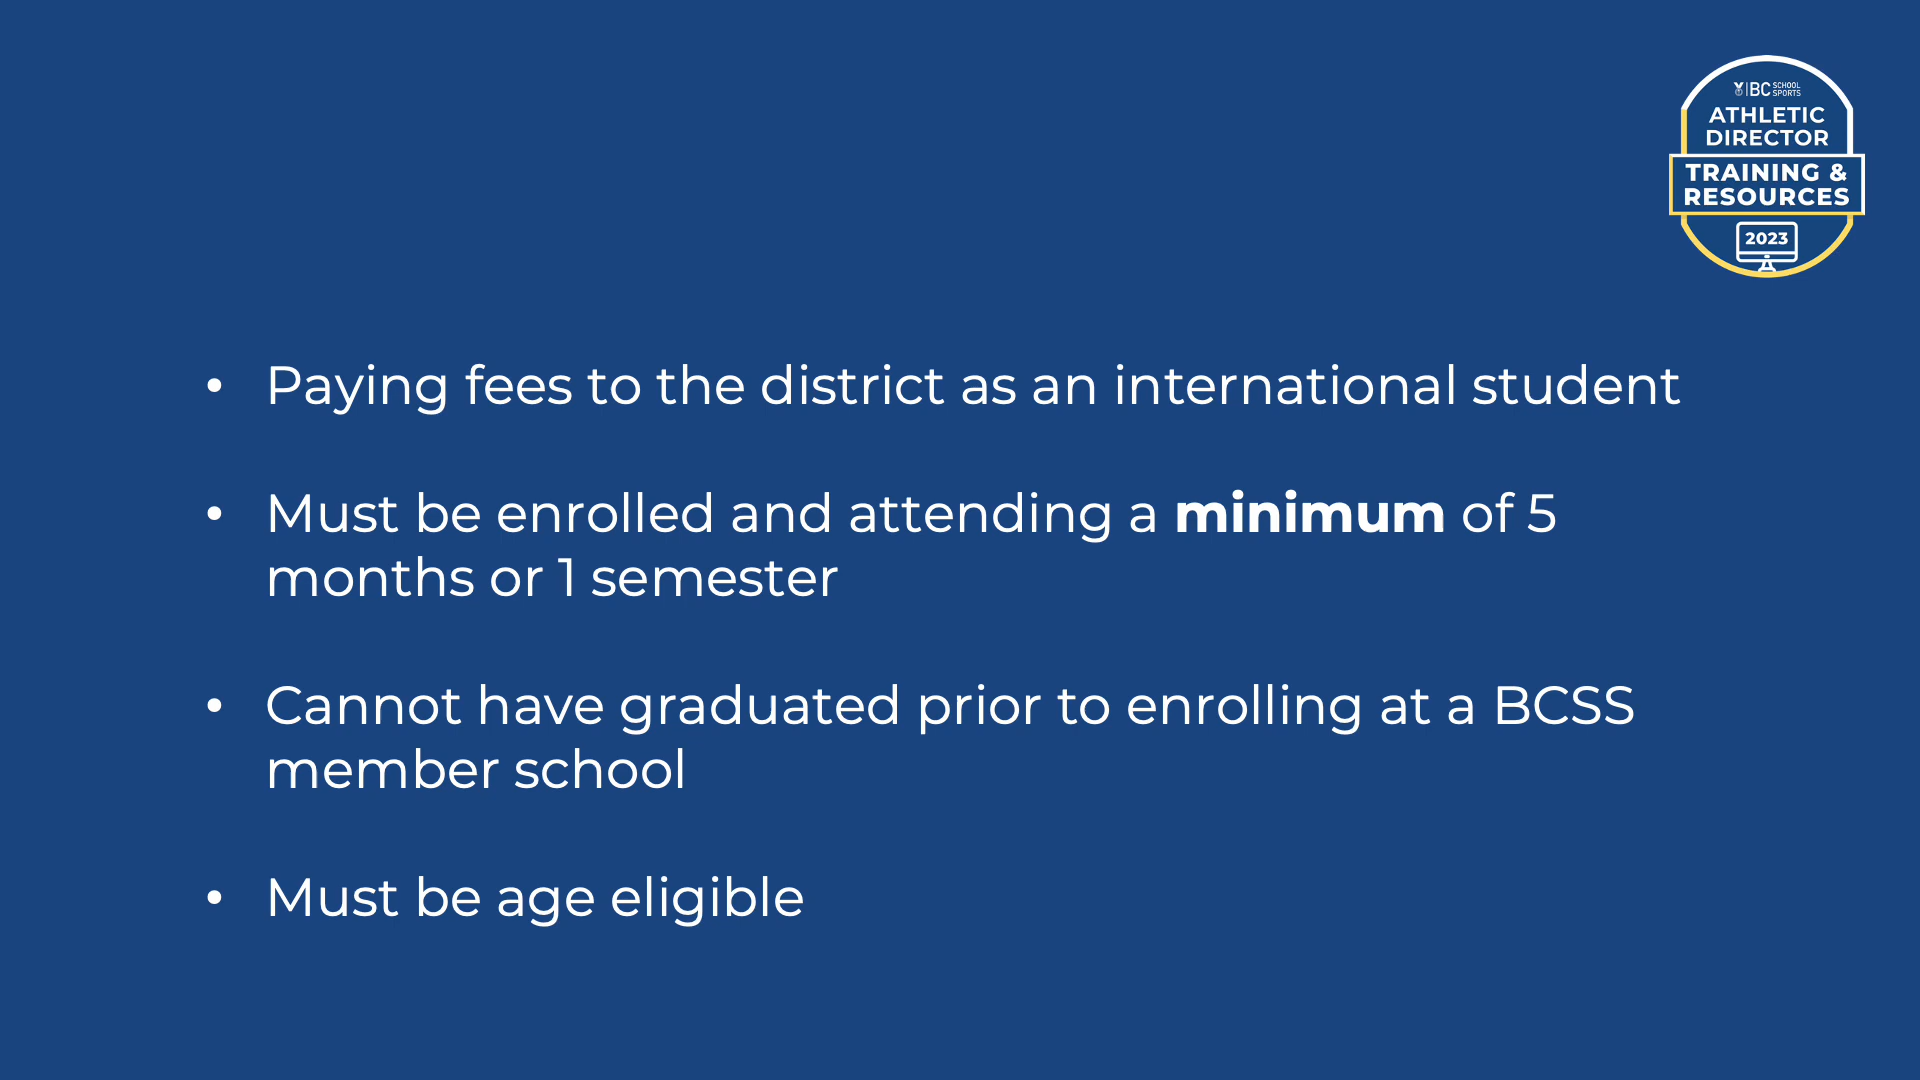 BC SCHOOL SPORTS
ATHLETIC
DIRECTOR
TRAINING &
RESOURCES
2023
• Paying fees to the district as an international student
• Must be enrolled and attending a minimum of 5
months or 1 semester
• Cannot have graduated prior to enrolling at a BCSS
member school
• Must be age eligible